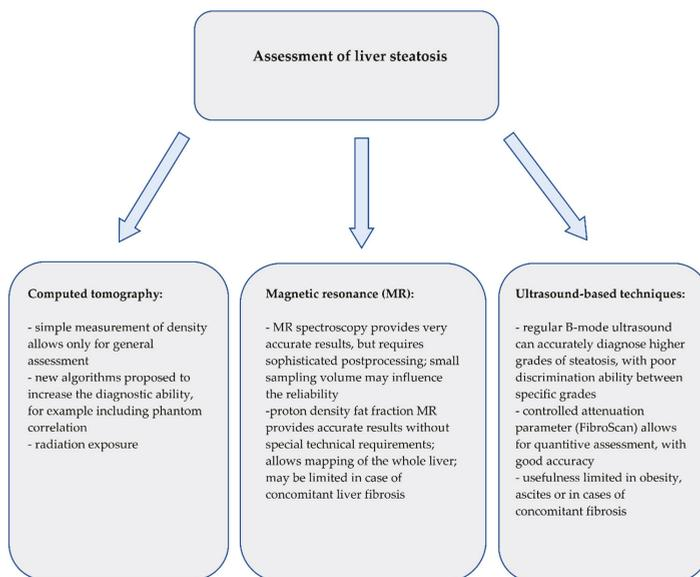 Assessment of liver steatosis
Computed tomography:
- simple measurement of density
allows only for general
assessment
- new algorithms proposed to
increase the diagnostic ability,
for example including phantom
correlation
- radiation exposure
Magnetic resonance (MR):
- MR spectroscopy provides very
accurate results, but requires
sophisticated postprocessing; small
sampling volume may influence
the reliability
-proton density fat fraction MR
provides accurate results without
special technical requirements;
allows mapping of the whole liver;
may be limited in case of
concomitant liver fibrosis
Ultrasound-based techniques:
- regular B-mode ultrasound
can accurately diagnose higher
grades of steatosis, with poor
discrimination ability between
specific grades
- controlled attenuation
parameter (FibroScan) allows
for quantitive assessment, with
good accuracy
- usefulness limited in obesity,
ascites or in cases of
concomitant fibrosis